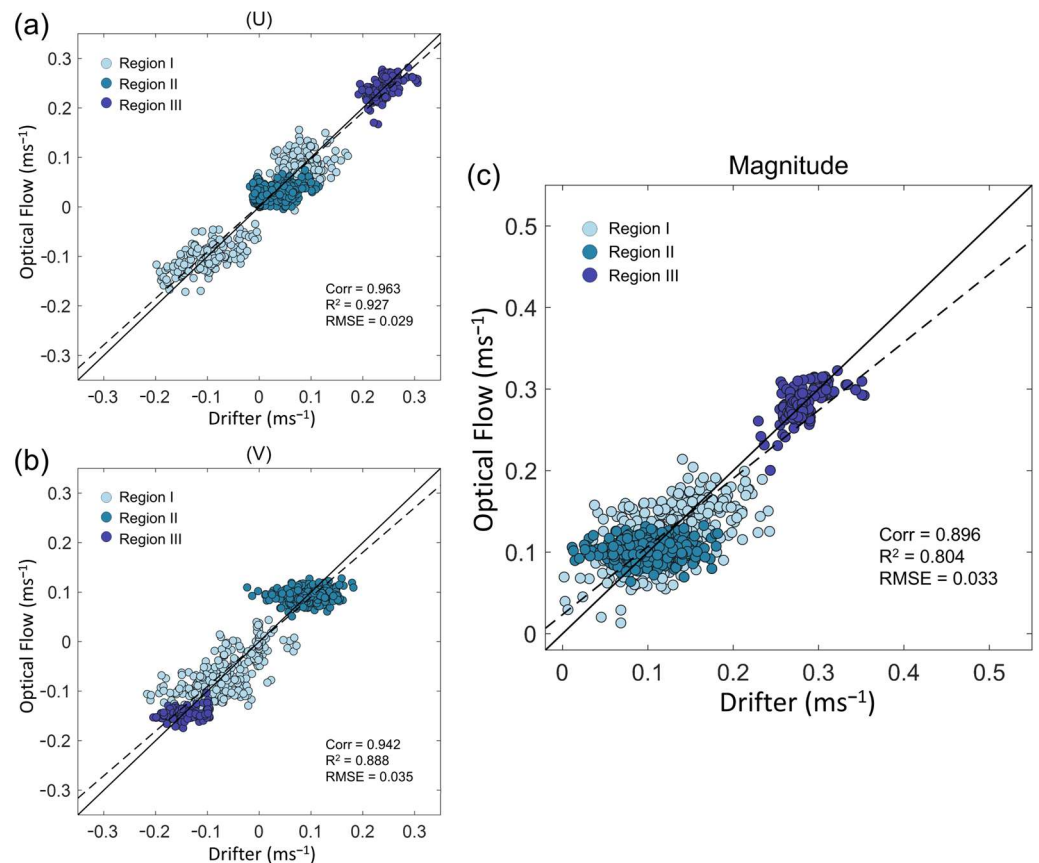 (a)
(U)
Region I
Region II
Region III
0.3
0.2
0.1
0
−0.1
−0.2
−0.3
Optical Flow (ms⁻¹)
Corr = 0.963
R² = 0.927
RMSE = 0.029
−0.3 −0.2 −0.1 0 0.1 0.2 0.3
Drifter (ms⁻¹)
(b)
(V)
Region I
Region II
Region III
0.3
0.2
0.1
0
−0.1
−0.2
−0.3
Optical Flow (ms⁻¹)
Corr = 0.942
R² = 0.888
RMSE = 0.035
−0.3 −0.2 −0.1 0 0.1 0.2 0.3
Drifter (ms⁻¹)
(c)
Magnitude
Region I
Region II
Region III
0.5
0.4
0.3
0.2
0.1
0
Optical Flow (ms⁻¹)
Corr = 0.896
R² = 0.804
RMSE = 0.033
0 0.1 0.2 0.3 0.4 0.5
Drifter (ms⁻¹)